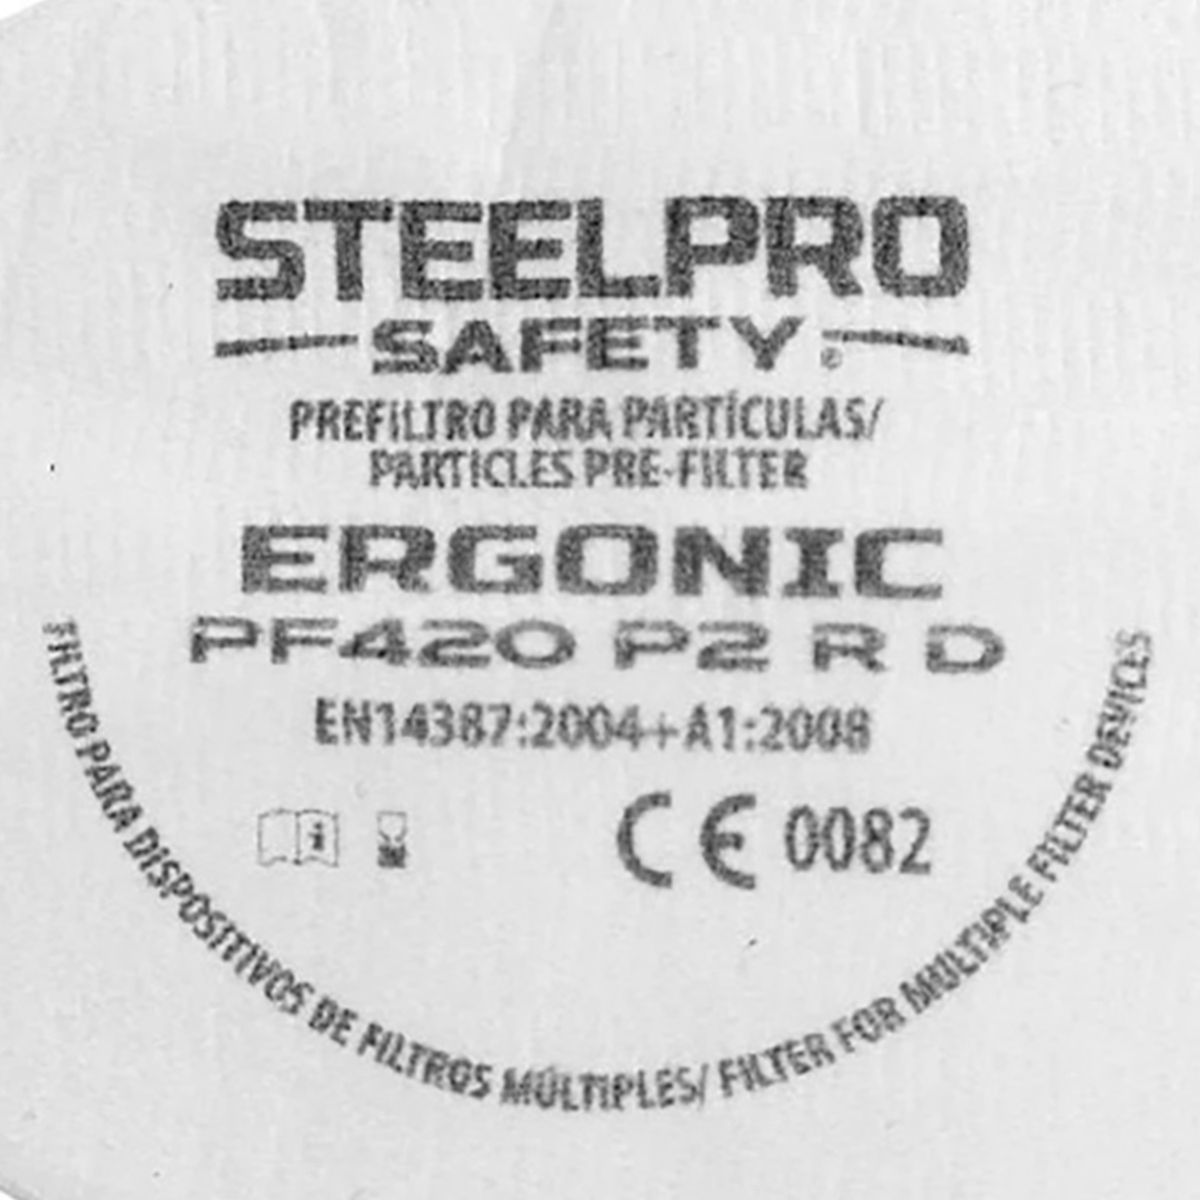 STEELPRO
SAFETY®
PREFILTRO PARA PARTÍCULAS/
PARTICLES PRE-FILTER
ERGONIC
PF420 P2 R D
EN14387:2004+A1:2008
i
CE 0082
FILTRO PARA DISPOSITIVOS DE FILTROS MÚLTIPLES/ FILTER FOR MULTIPLE FILTER DEVICES